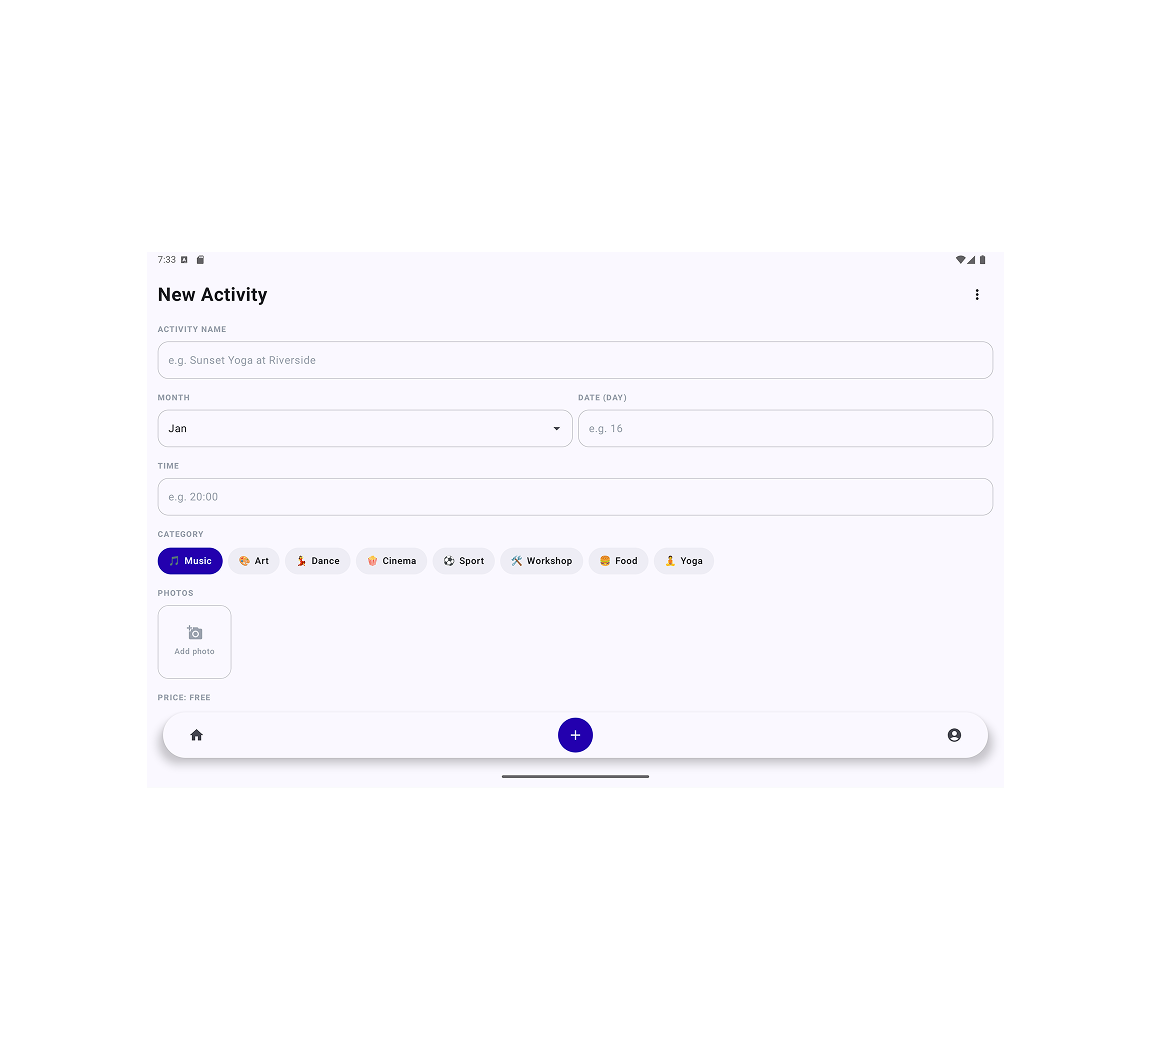 7:33
New Activity
ACTIVITY NAME
e.g. Sunset Yoga at Riverside
MONTH DATE (DAY)
Jan e.g. 16
TIME
e.g. 20:00
CATEGORY
Music Art Dance Cinema Sport Workshop Food Yoga
PHOTOS
Add photo
PRICE: FREE